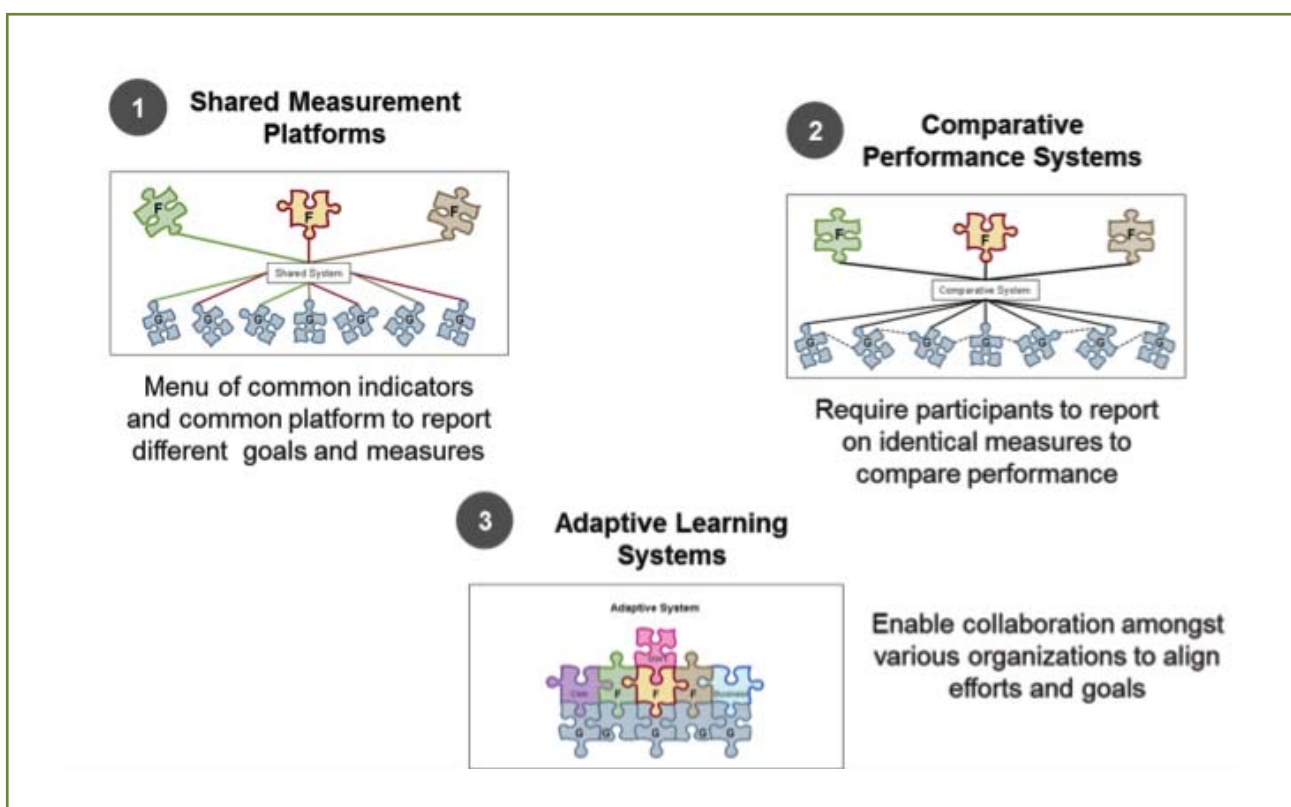 1
Shared Measurement
Platforms
F
F
F
Shared System
G
G
G
G
G
G
G
Menu of common indicators
and common platform to report
different goals and measures
2
Comparative
Performance Systems
F
F
F
Comparative System
G
G
G
G
G
G
G
Require participants to report
on identical measures to
compare performance
3
Adaptive Learning
Systems
Adaptive System
F
F
F
Business
G
G
G
G
G
Enable collaboration amongst
various organizations to align
efforts and goals